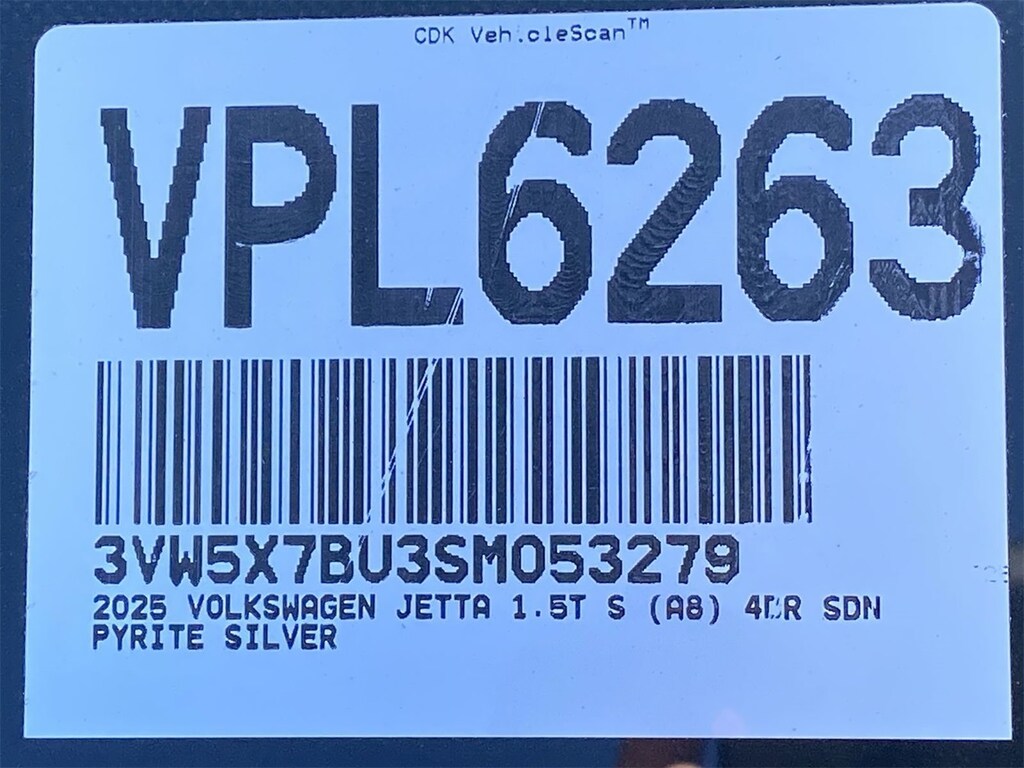 CDK VehicleScan™
VPL6263
3VW5X7BU3SM053279
2025 VOLKSWAGEN JETTA 1.5T S (A8) 4DR SDN
PYRITE SILVER